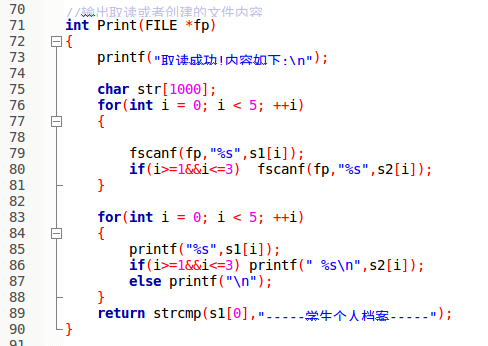 70 //输出取读或者创建的文件内容
71 int Print(FILE *fp)
72 {
73 printf("取读成功!内容如下:\n");
74
75 char str[1000];
76 for(int i = 0; i < 5; ++i)
77 {
78
79 fscanf(fp,"%s",s1[i]);
80 if(i>=1&&i<=3) fscanf(fp,"%s",s2[i]);
81 }
82
83 for(int i = 0; i < 5; ++i)
84 {
85 printf("%s",s1[i]);
86 if(i>=1&&i<=3) printf(" %s\n",s2[i]);
87 else printf("\n");
88 }
89 return strcmp(s1[0],"-----学生个人档案-----");
90 }
91